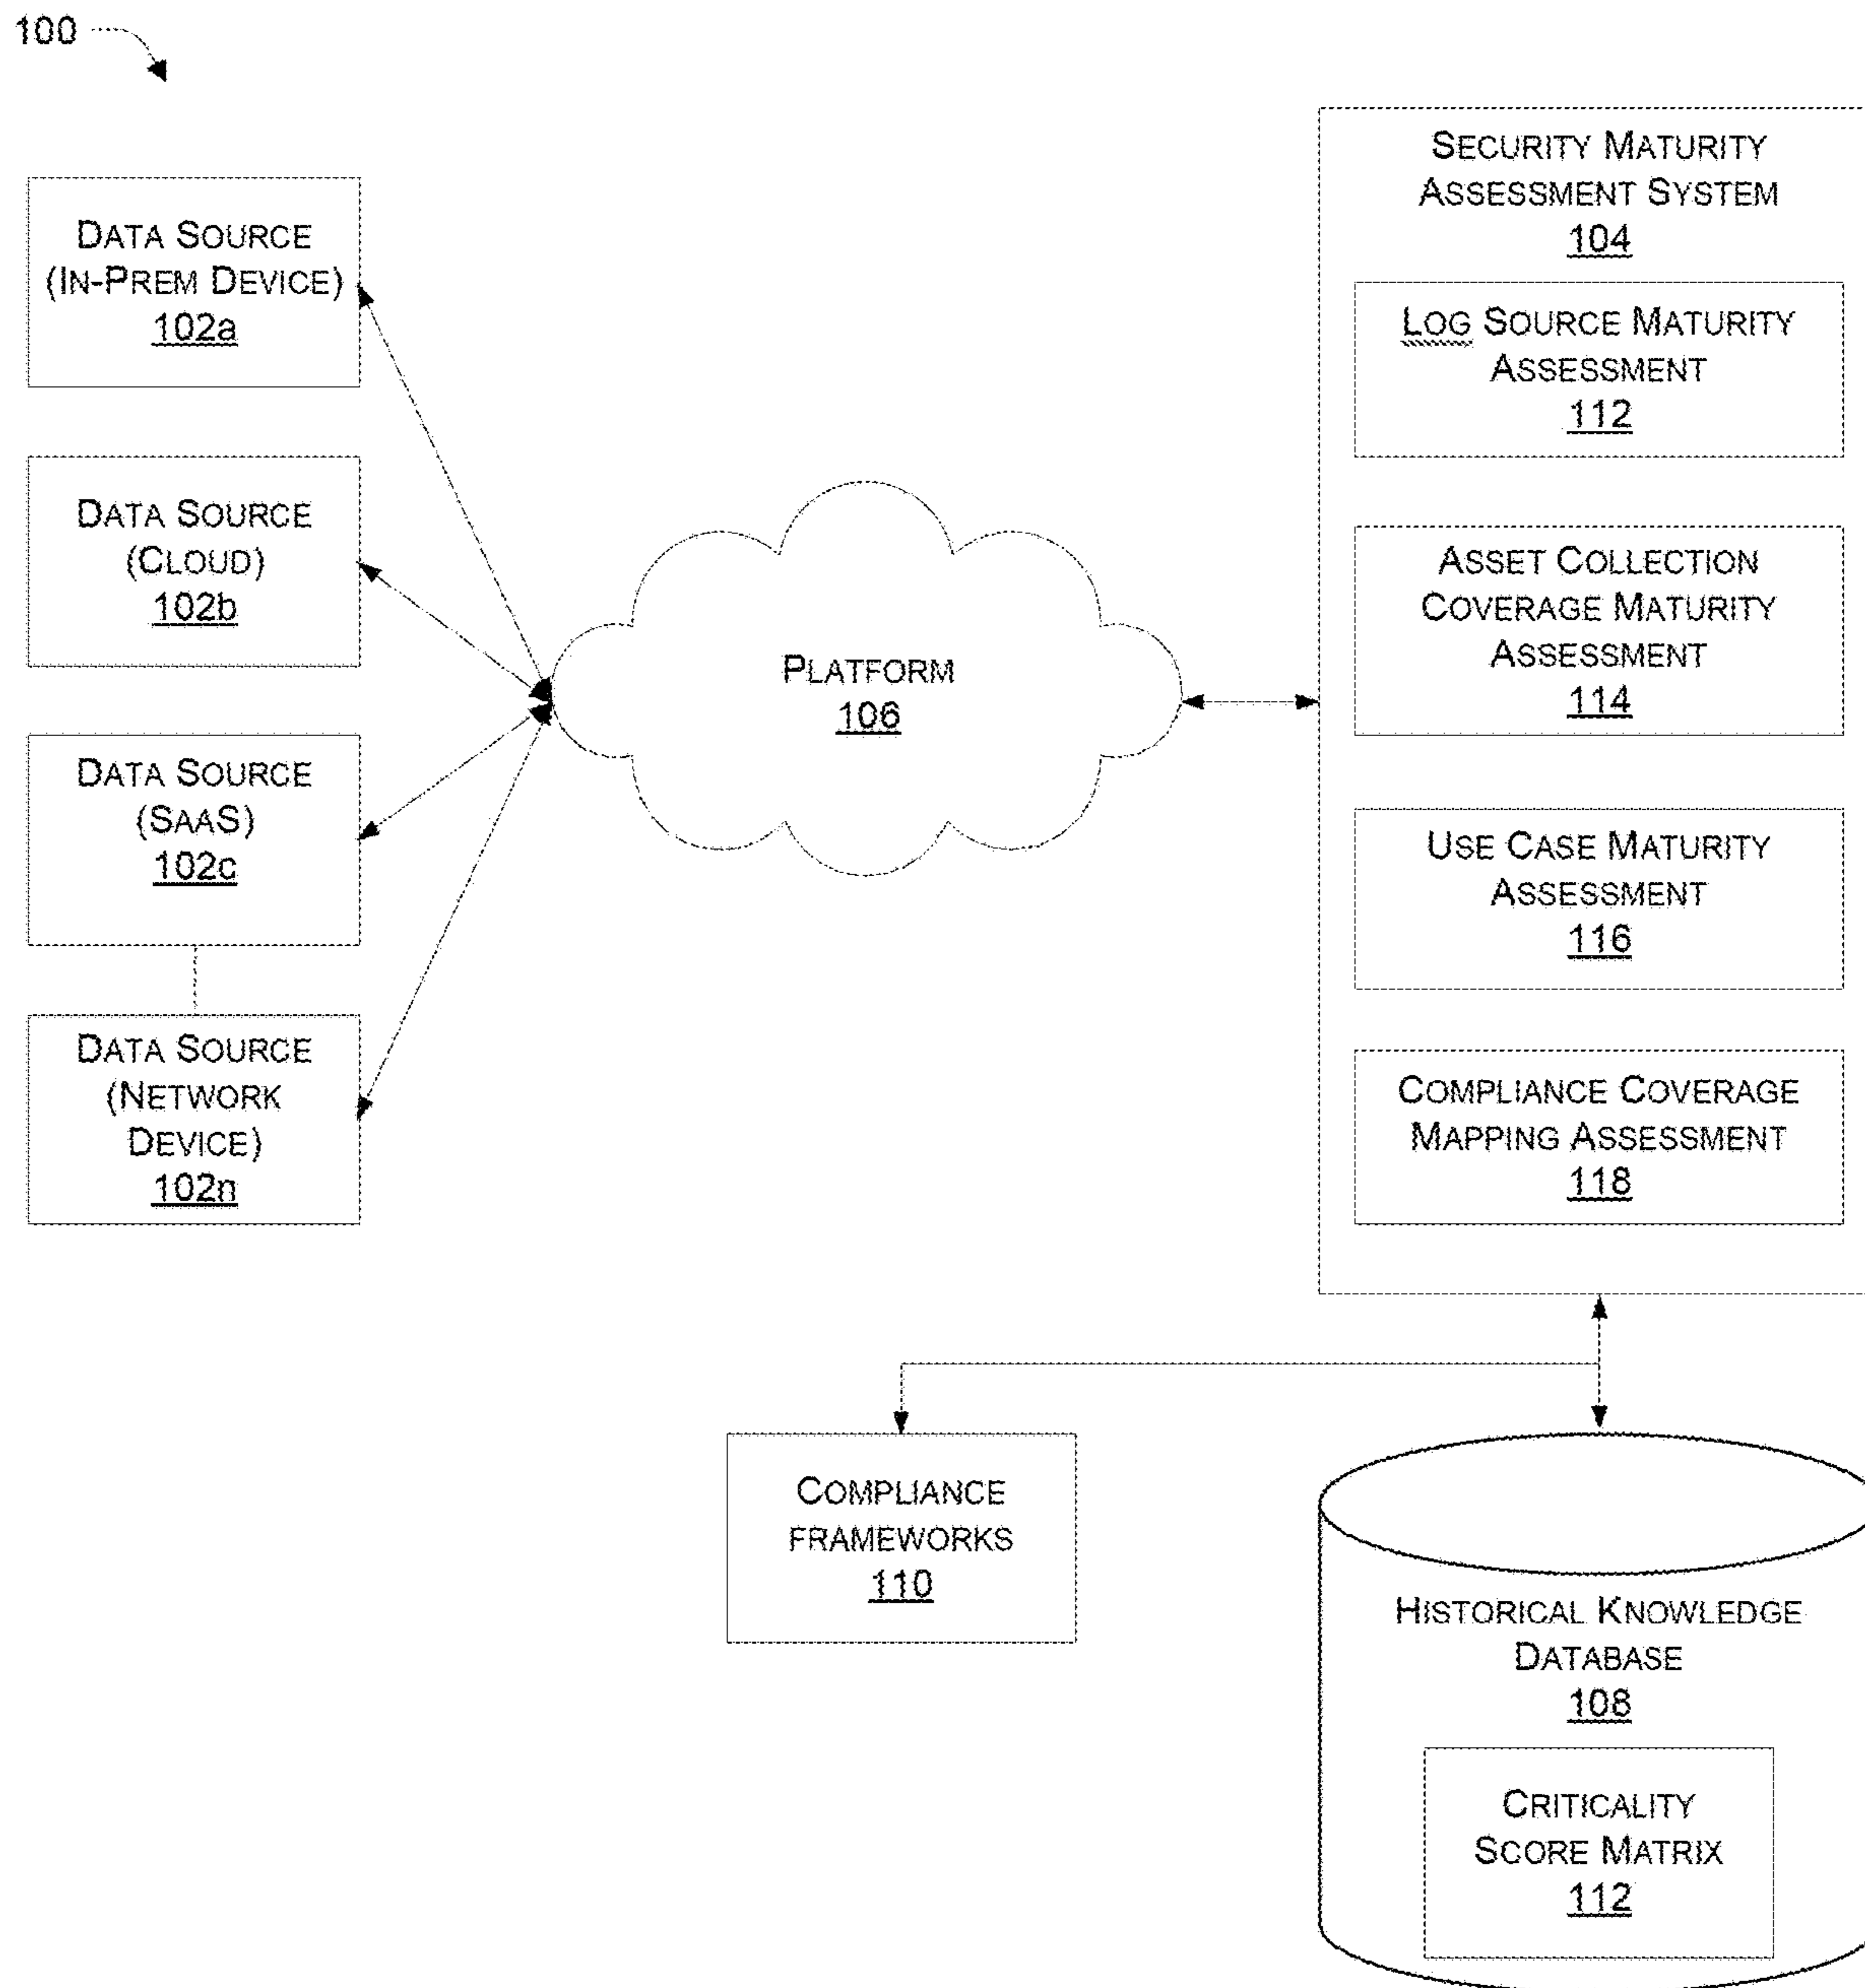 100
DATA SOURCE
(IN-PREM DEVICE)
102a
DATA SOURCE
(CLOUD)
102b
DATA SOURCE
(SAAS)
102c
DATA SOURCE
(NETWORK
DEVICE)
102n
PLATFORM
106
SECURITY MATURITY
ASSESSMENT SYSTEM
104
LOG SOURCE MATURITY
ASSESSMENT
112
ASSET COLLECTION
COVERAGE MATURITY
ASSESSMENT
114
USE CASE MATURITY
ASSESSMENT
116
COMPLIANCE COVERAGE
MAPPING ASSESSMENT
118
COMPLIANCE
FRAMEWORKS
110
HISTORICAL KNOWLEDGE
DATABASE
108
CRITICALITY
SCORE MATRIX
112